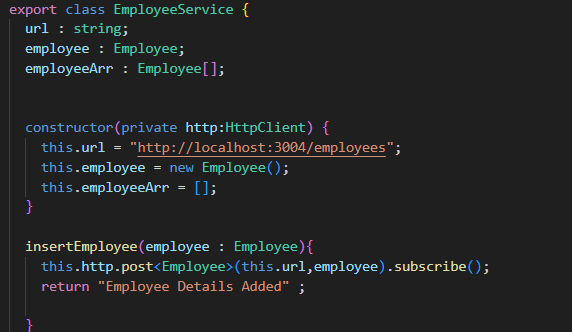 export class EmployeeService {
url : string;
employee : Employee;
employeeArr : Employee[];
constructor(private http:HttpClient) {
this.url = "http://localhost:3004/employees";
this.employee = new Employee();
this.employeeArr = [];
}
insertEmployee(employee : Employee){
this.http.post<Employee>(this.url,employee).subscribe();
return "Employee Details Added" ;
}